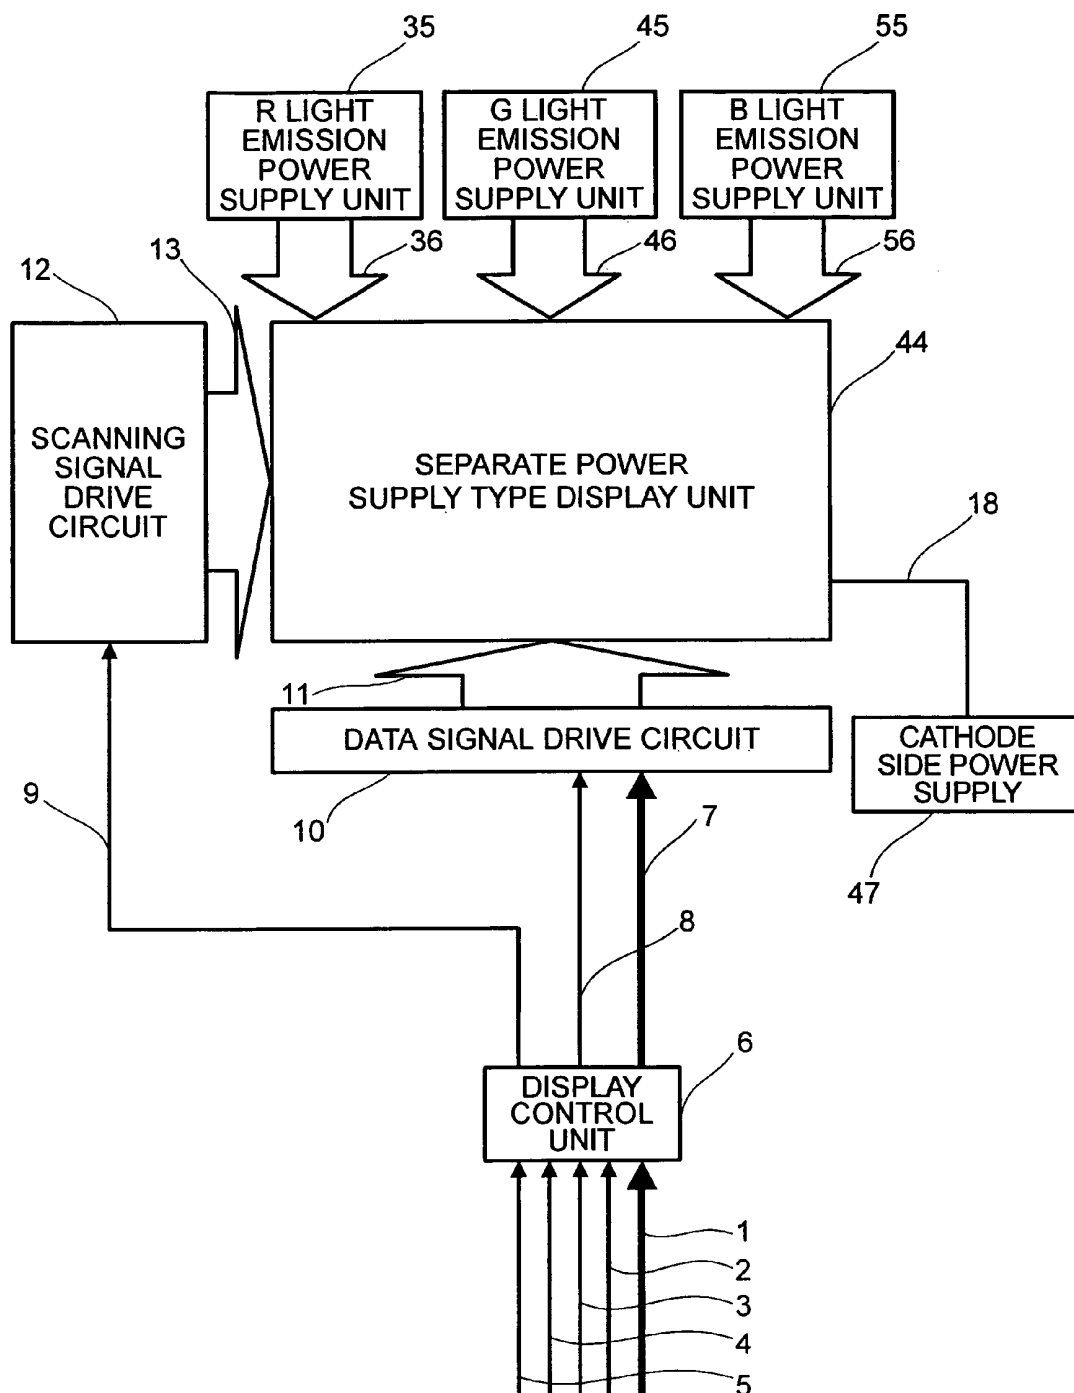 35
45
55
R LIGHT
EMISSION
POWER
SUPPLY UNIT
G LIGHT
EMISSION
POWER
SUPPLY UNIT
B LIGHT
EMISSION
POWER
SUPPLY UNIT
36
46
56
12
13
44
SCANNING
SIGNAL
DRIVE
CIRCUIT
SEPARATE POWER
SUPPLY TYPE DISPLAY UNIT
18
11
DATA SIGNAL DRIVE CIRCUIT
CATHODE
SIDE POWER
SUPPLY
9
10
7
47
8
6
DISPLAY
CONTROL
UNIT
1
2
3
4
5